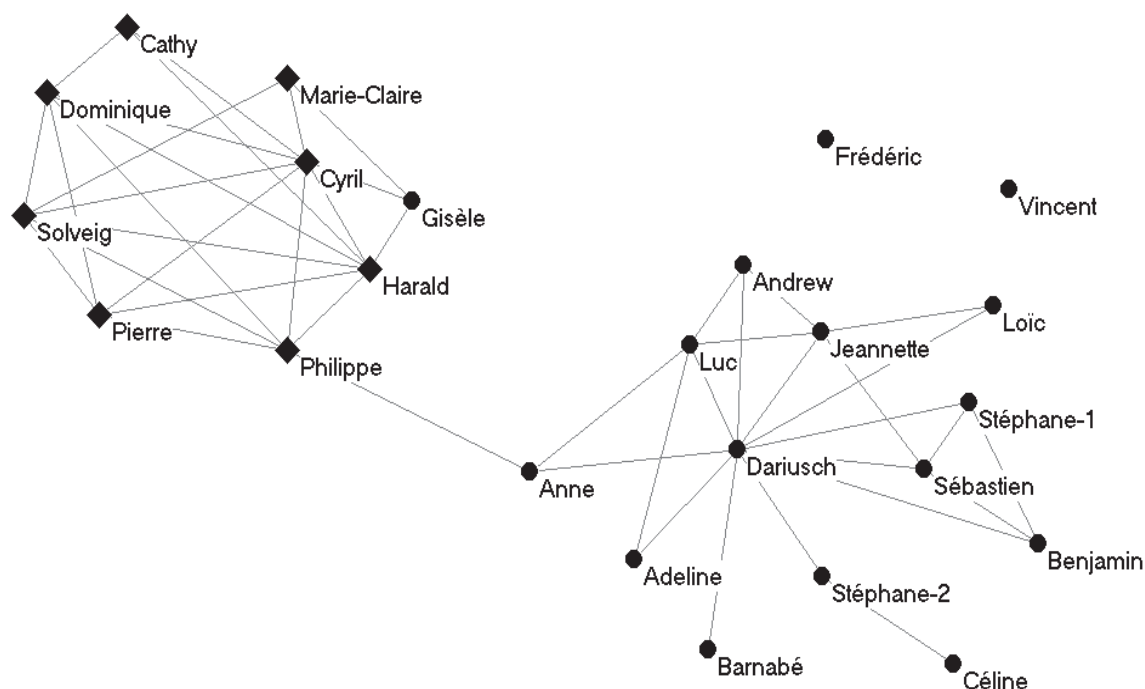 Cathy
Marie-Claire
Dominique
Frédéric
Cyril
Vincent
Gisèle
Solveig
Andrew
Harald
Loïc
Pierre
Jeannette
Luc
Philippe
Stéphane-1
Dariusch
Sébastien
Anne
Benjamin
Adeline
Stéphane-2
Barnabé
Céline